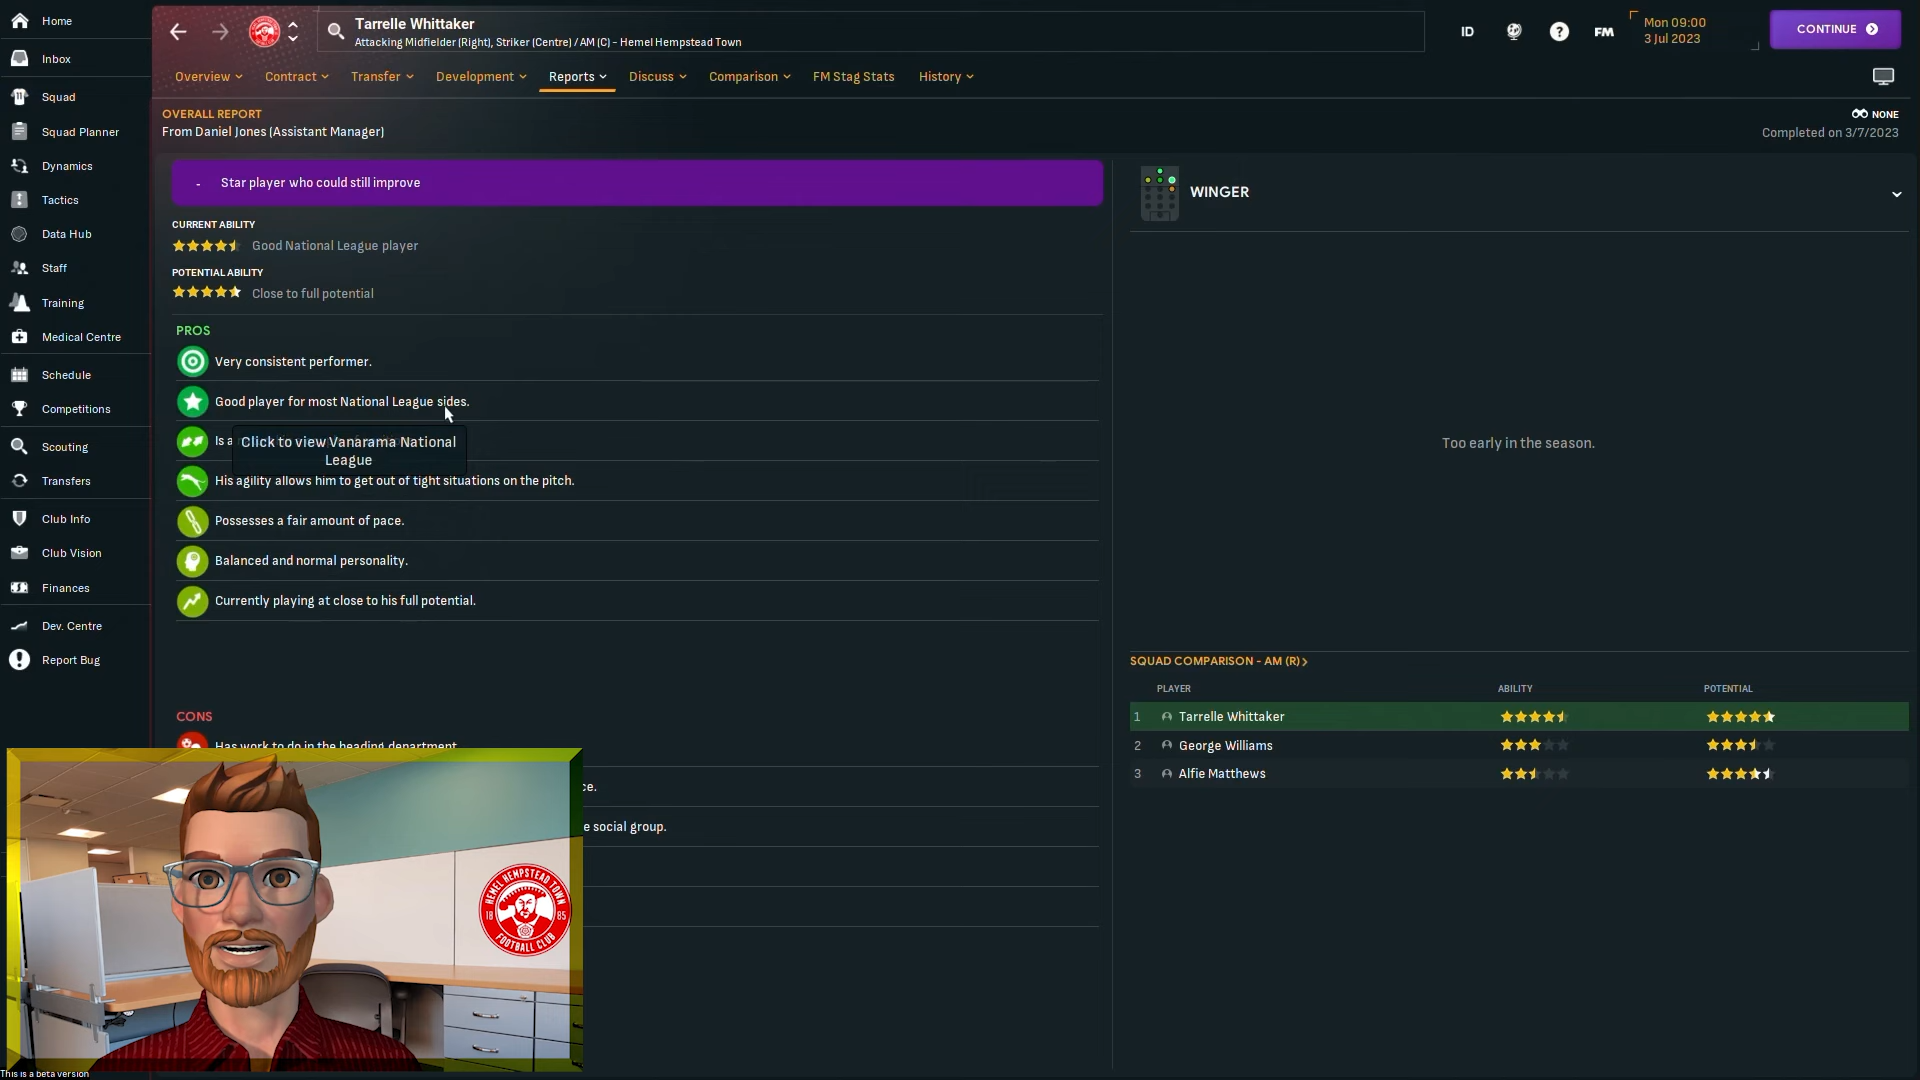 Home
Inbox
Squad
Squad Planner
Dynamics
Tactics
Data Hub
Staff
Training
Medical Centre
Schedule
Competitions
Scouting
Transfers
Club Info
Club Vision
Finances
Dev. Centre
Report Bug
Tarrelle Whittaker
Attacking Midfielder (Right), Striker (Centre) / AM (C) - Hemel Hempstead Town
ID
FM
Mon 09:00
3 Jul 2023
CONTINUE
Overview
Contract
Transfer
Development
Reports
Discuss
Comparison
FM Stag Stats
History
OVERALL REPORT
From Daniel Jones (Assistant Manager)
NONE
Completed on 3/7/2023
- Star player who could still improve
CURRENT ABILITY
Good National League player
POTENTIAL ABILITY
Close to full potential
PROS
Very consistent performer.
Good player for most National League sides.
Is a
Click to view Vanarama National
League
His agility allows him to get out of tight situations on the pitch.
Possesses a fair amount of pace.
Balanced and normal personality.
Currently playing at close to his full potential.
CONS
Has work to do in the heading department
ce.
e social group.
HEMEL HEMPSTEAD TOWN
18 85
FOOTBALL CLUB
This is a beta version
WINGER
Too early in the season.
SQUAD COMPARISON - AM (R)
PLAYER ABILITY POTENTIAL
1 Tarrelle Whittaker
2 George Williams
3 Alfie Matthews